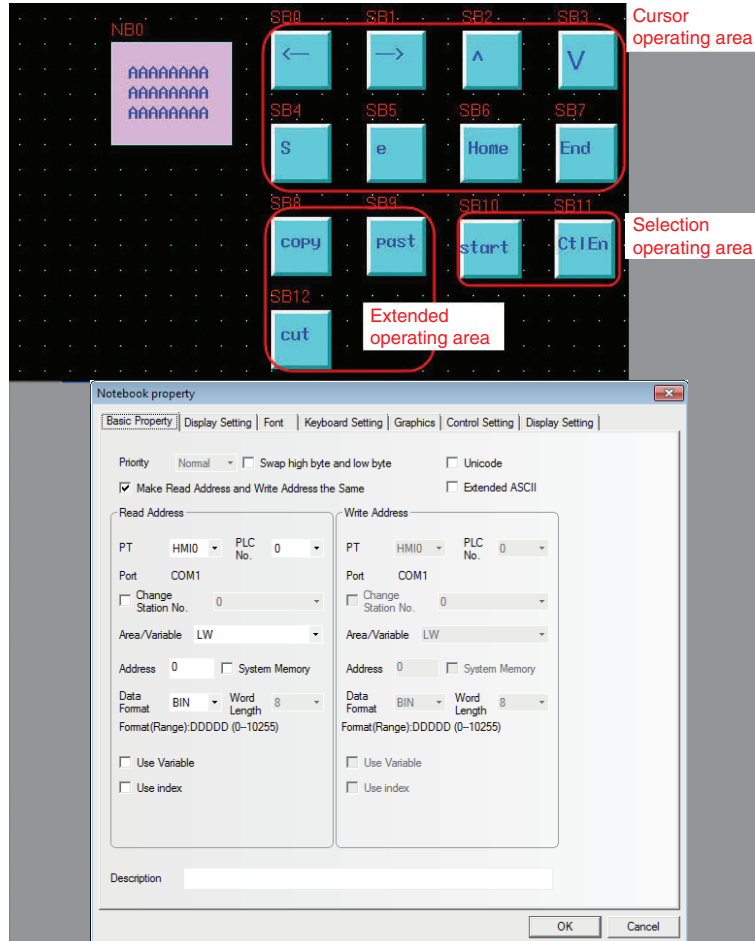 SB0 SB1 SB2 SB3
Cursor
operating area
NB0
<— —> ^ V
AAAAAAAA
AAAAAAAA
AAAAAAAA
SB4 SB5 SB6 SB7
S e Home End
SB8 SB9 SB10 SB11
copy past start CtlEn
Selection
operating area
SB12
cut
Extended
operating area
Notebook property
Basic Property Display Setting Font Keyboard Setting Graphics Control Setting Display Setting
Priority Normal Swap high byte and low byte Unicode
Make Read Address and Write Address the Same Extended ASCII
Read Address
PT HMI0 PLC No. 0
Port COM1
Change Station No. 0
Area/Variable LW
Address 0 System Memory
Data Format BIN Word Length 8
Format(Range):DDDDD (0--10255)
Use Variable
Use index
Write Address
PT HMI0 PLC No. 0
Port COM1
Change Station No. 0
Area/Variable LW
Address 0 System Memory
Data Format BIN Word Length 8
Format(Range):DDDDD (0--10255)
Use Variable
Use index
Description
OK Cancel